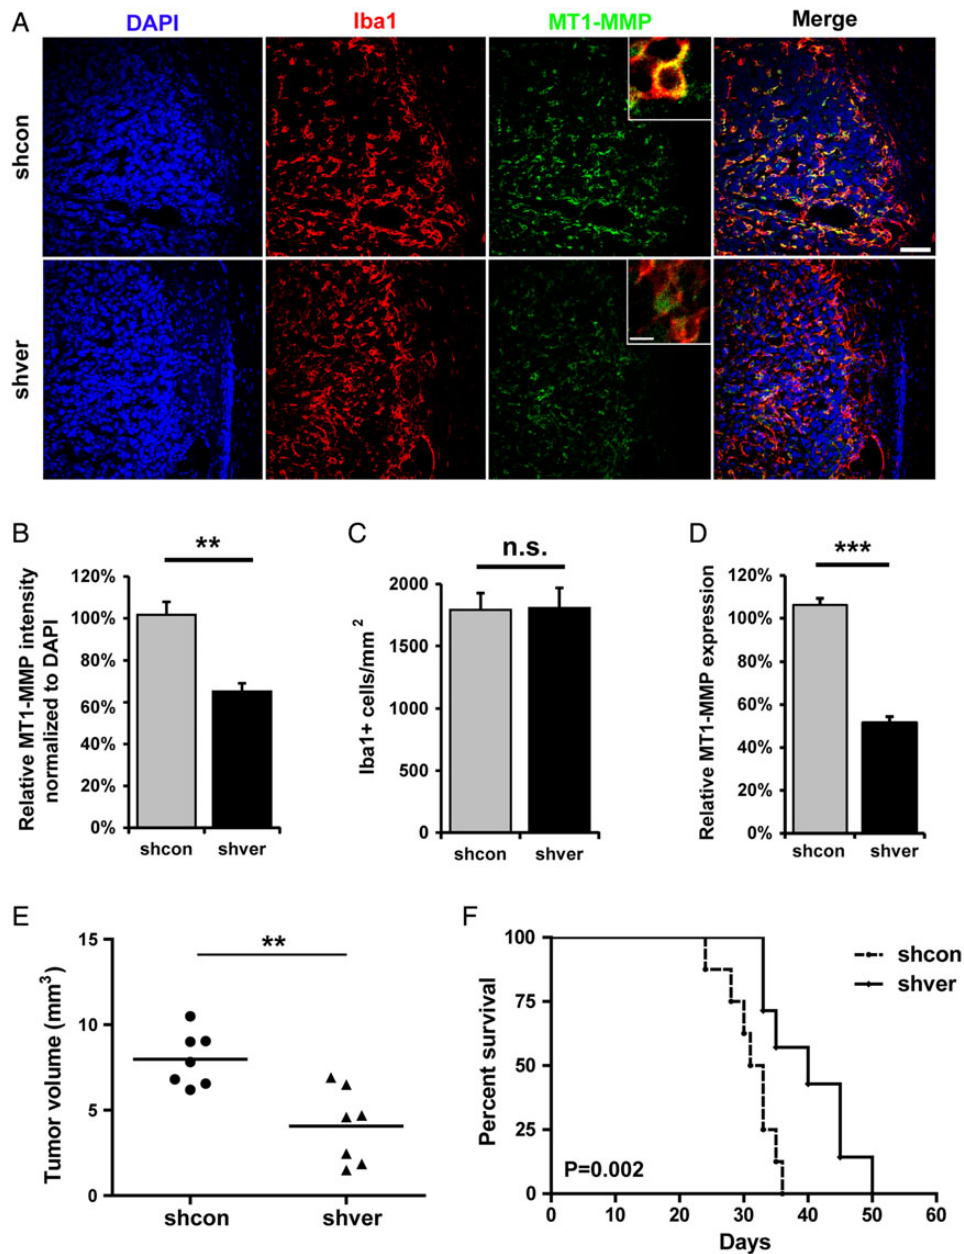 A
DAPI
Iba1
MT1-MMP
Merge
shcon
shver
B
**
Relative MT1-MMP intensity
normalized to DAPI
120%
100%
80%
60%
40%
20%
0%
shcon
shver
C
n.s.
Iba1+ cells/mm2
2000
1500
1000
500
0
shcon
shver
D
***
Relative MT1-MMP expression
120%
100%
80%
60%
40%
20%
0%
shcon
shver
E
**
Tumor volume (mm3)
15
10
5
0
shcon
shver
F
Percent survival
100
75
50
25
0
shcon
shver
P=0.002
0
10
20
30
40
50
60
Days